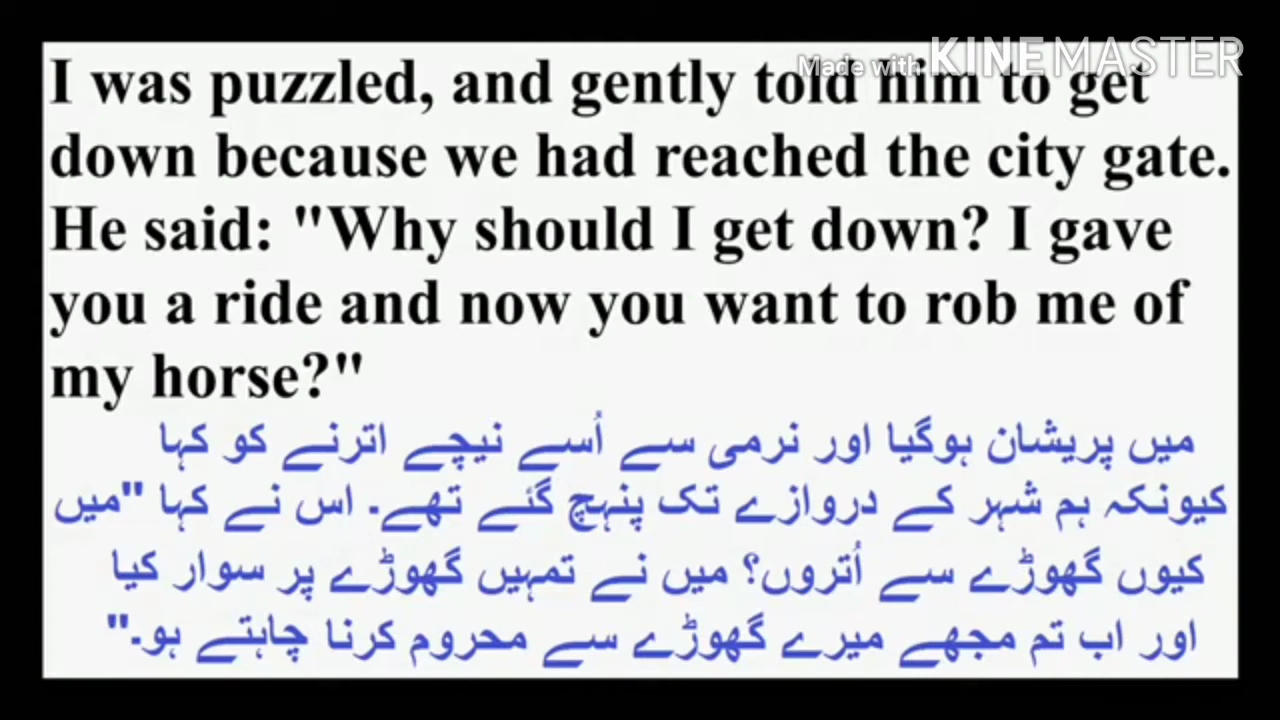 Made with KINEMASTER
I was puzzled, and gently told him to get
down because we had reached the city gate.
He said: "Why should I get down? I gave
you a ride and now you want to rob me of
my horse?"
میں پریشان ہوگیا اور نرمی سے اُسے نیچے اترنے کو کہا
کیونکہ ہم شہر کے دروازے تک پنہچ گئے تھے۔ اس نے کہا "میں
کیوں گھوڑے سے اُتروں؟ میں نے تمہیں گھوڑے پر سوار کیا
اور اب تم مجھے میرے گھوڑے سے محروم کرنا چاہتے ہو۔"